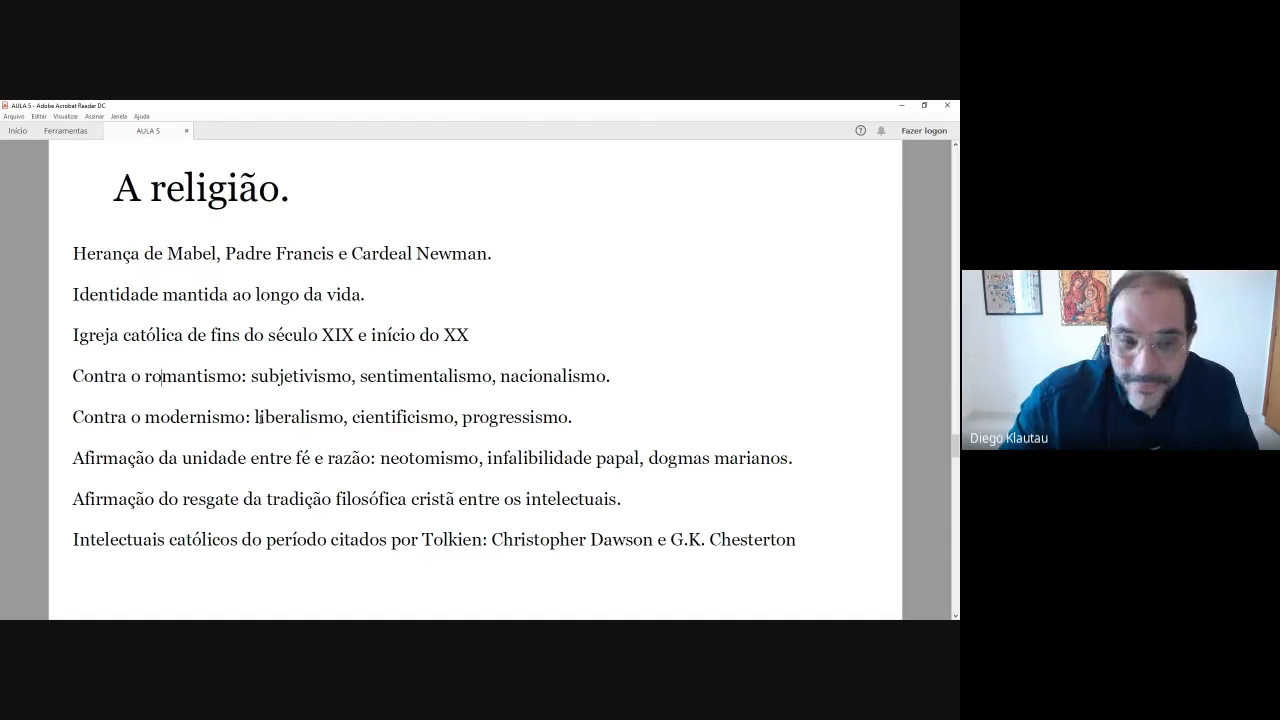 AULA 5 - Adobe Acrobat Reader DC
Arquivo Editar Visualizar Assinar Janela Ajuda
Início Ferramentas AULA 5 × Fazer logon
A religião.
Herança de Mabel, Padre Francis e Cardeal Newman.
Identidade mantida ao longo da vida.
Igreja católica de fins do século XIX e início do XX
Contra o romantismo: subjetivismo, sentimentalismo, nacionalismo.
Contra o modernismo: liberalismo, cientificismo, progressismo.
Afirmação da unidade entre fé e razão: neotomismo, infalibilidade papal, dogmas marianos.
Afirmação do resgate da tradição filosófica cristã entre os intelectuais.
Intelectuais católicos do período citados por Tolkien: Christopher Dawson e G.K. Chesterton
Diego Klautau